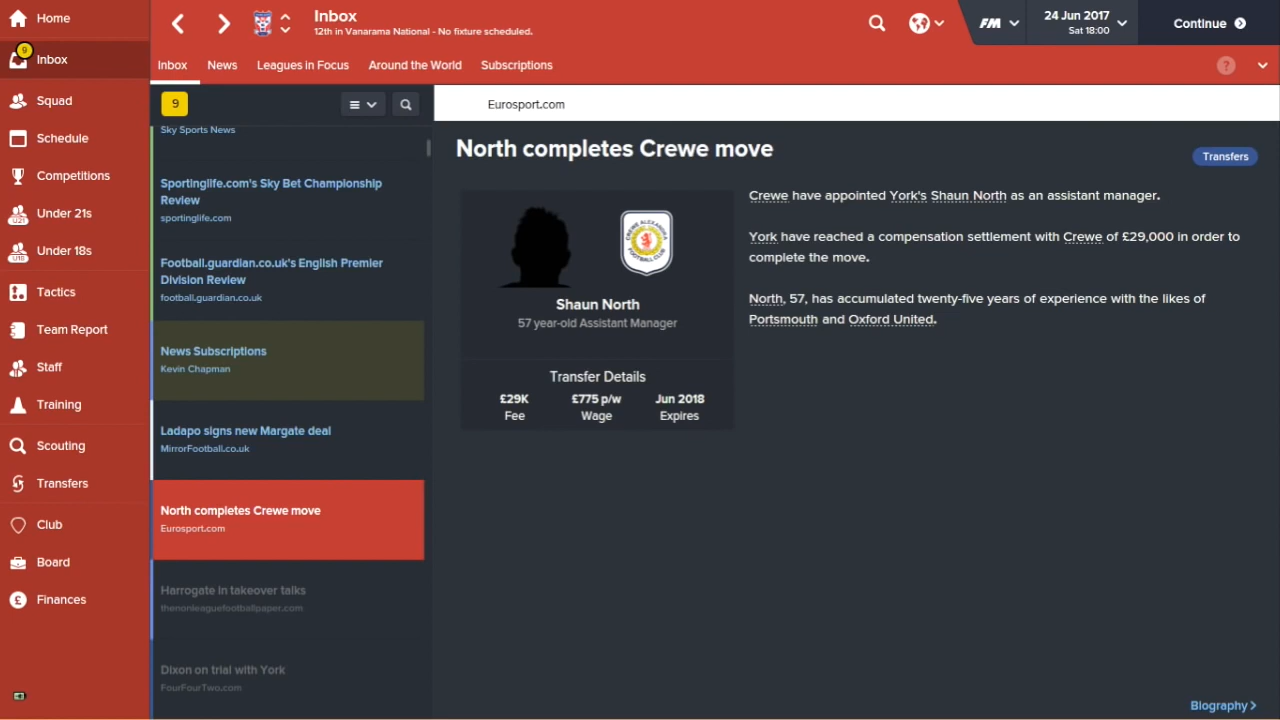 Home
9
Inbox
Squad
Schedule
Competitions
Under 21s
Under 18s
Tactics
Team Report
Staff
Training
Scouting
Transfers
Club
Board
Finances
Inbox
12th in Vanarama National - No fixture scheduled.
FM
24 Jun 2017
Sat 18:00
Continue
Inbox News Leagues in Focus Around the World Subscriptions
?
9
Sky Sports News
Sportinglife.com's Sky Bet Championship
Review
sportinglife.com
Football.guardian.co.uk's English Premier
Division Review
football.guardian.co.uk
News Subscriptions
Kevin Chapman
Ladapo signs new Margate deal
MirrorFootball.co.uk
North completes Crewe move
Eurosport.com
Harrogate in takeover talks
thenonleaguefootballpaper.com
Dixon on trial with York
FourFourTwo.com
Eurosport.com
North completes Crewe move
Transfers
Shaun North
57 year-old Assistant Manager
Transfer Details
£29K £775 p/w Jun 2018
Fee Wage Expires
Crewe have appointed York's Shaun North as an assistant manager.
York have reached a compensation settlement with Crewe of £29,000 in order to
complete the move.
North, 57, has accumulated twenty-five years of experience with the likes of
Portsmouth and Oxford United.
Biography